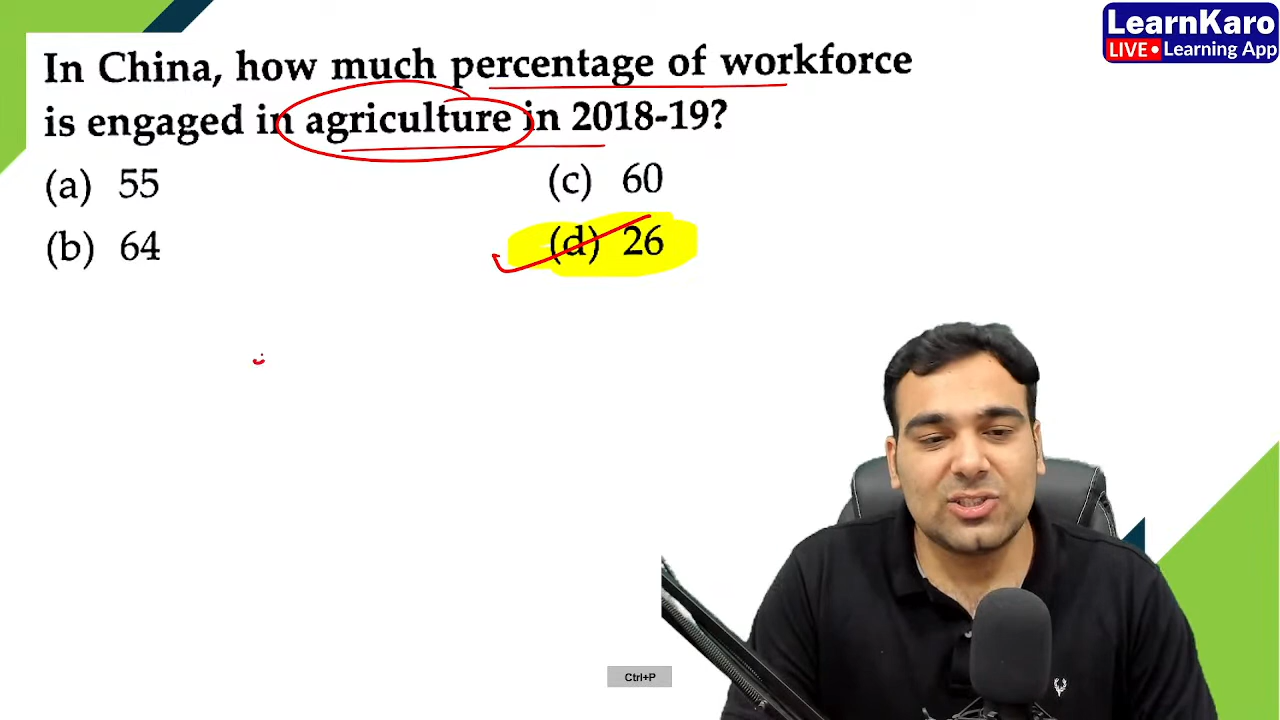 LearnKaro
LIVE • Learning App
In China, how much percentage of workforce
is engaged in agriculture in 2018-19?
(a) 55
(c) 60
(b) 64
(d) 26
Ctrl+P